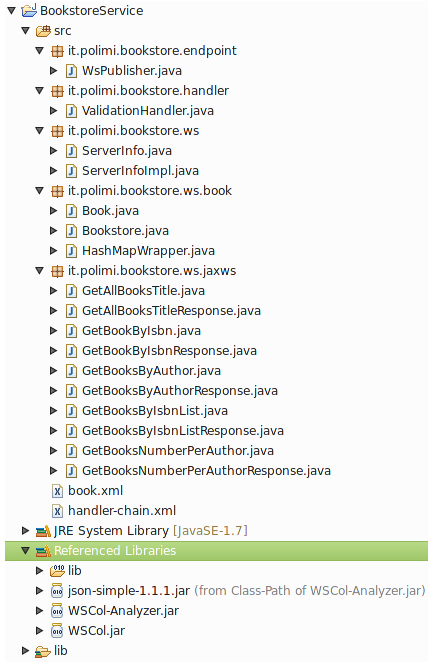 BookstoreService
src
it.polimi.bookstore.endpoint
WsPublisher.java
it.polimi.bookstore.handler
ValidationHandler.java
it.polimi.bookstore.ws
ServerInfo.java
ServerInfoImpl.java
it.polimi.bookstore.ws.book
Book.java
Bookstore.java
HashMapWrapper.java
it.polimi.bookstore.ws.jaxws
GetAllBooksTitle.java
GetAllBooksTitleResponse.java
GetBookByIsbn.java
GetBookByIsbnResponse.java
GetBooksByAuthor.java
GetBooksByAuthorResponse.java
GetBooksByIsbnList.java
GetBooksByIsbnListResponse.java
GetBooksNumberPerAuthor.java
GetBooksNumberPerAuthorResponse.java
book.xml
handler-chain.xml
JRE System Library [JavaSE-1.7]
Referenced Libraries
lib
json-simple-1.1.1.jar (from Class-Path of WSCol-Analyzer.jar)
WSCol-Analyzer.jar
WSCol.jar
lib